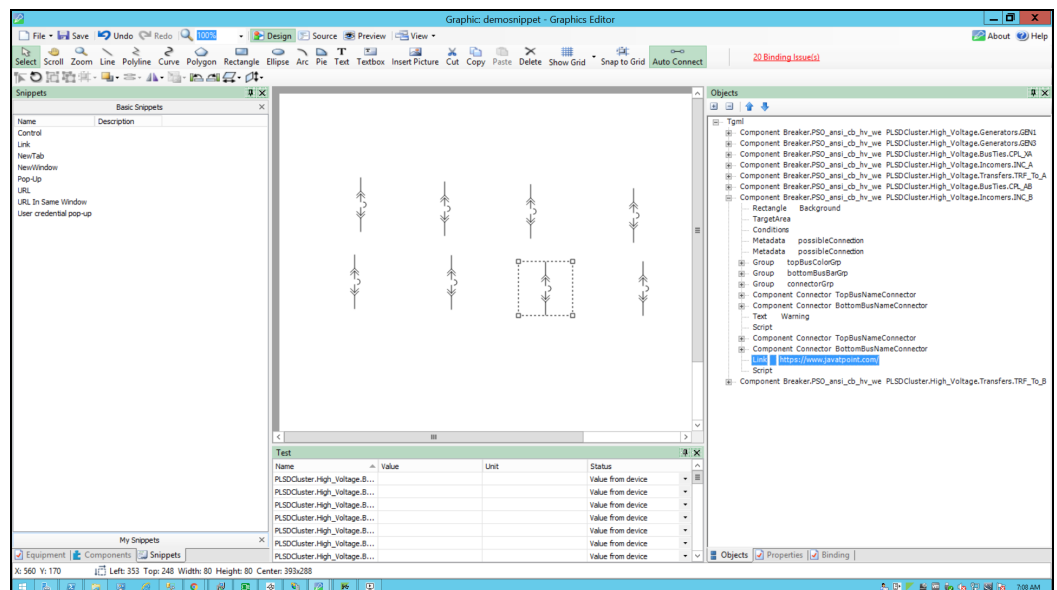 Graphic: demosnippet - Graphics Editor
File Save Undo Redo 100% Design Source Preview View About Help
Select Scroll Zoom Line Polyline Curve Polygon Rectangle Ellipse Arc Pie Text Textbox Insert Picture Cut Copy Paste Delete Show Grid Snap to Grid Auto Connect 20 Binding Issue(s)
Snippets
Basic Snippets
Name Description
Control
Link
NewTab
NewWindow
Pop-Up
URL
URL In Same Window
User credential pop-up
My Snippets
Equipment Components Snippets
Test
Name Value Unit Status
PLSDCluster.High_Voltage.B... Value from device
PLSDCluster.High_Voltage.B... Value from device
PLSDCluster.High_Voltage.B... Value from device
PLSDCluster.High_Voltage.B... Value from device
PLSDCluster.High_Voltage.B... Value from device
PLSDCluster.High_Voltage.B... Value from device
PLSDCluster.High_Voltage.B... Value from device
Objects
Tgml
Component Breaker.PSO_ansi_cb_hv_we PLSDCluster.High_Voltage.Generators.GEN1
Component Breaker.PSO_ansi_cb_hv_we PLSDCluster.High_Voltage.Generators.GEN3
Component Breaker.PSO_ansi_cb_hv_we PLSDCluster.High_Voltage.BusTies.CPL_XA
Component Breaker.PSO_ansi_cb_hv_we PLSDCluster.High_Voltage.Incomers.INC_A
Component Breaker.PSO_ansi_cb_hv_we PLSDCluster.High_Voltage.Transfers.TRF_To_A
Component Breaker.PSO_ansi_cb_hv_we PLSDCluster.High_Voltage.BusTies.CPL_AB
Component Breaker.PSO_ansi_cb_hv_we PLSDCluster.High_Voltage.Incomers.INC_B
Rectangle Background
TargetArea
Conditions
Metadata possibleConnection
Metadata possibleConnection
Group topBusColorGrp
Group bottomBusBarGrp
Group connectorGrp
Component Connector TopBusNameConnector
Component Connector BottomBusNameConnector
Text Warning
Script
Component Connector TopBusNameConnector
Component Connector BottomBusNameConnector
Link https://www.javatpoint.com/
Script
Component Breaker.PSO_ansi_cb_hv_we PLSDCluster.High_Voltage.Transfers.TRF_To_B
Objects Properties Binding
X: 560 Y: 170 Left: 353 Top: 248 Width: 80 Height: 80 Center: 393x288
7:08 AM